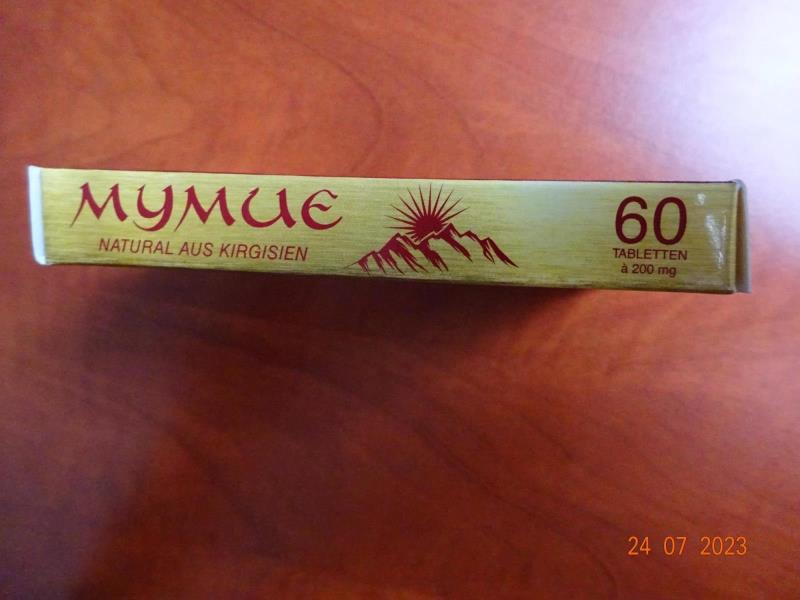 MYMUE
NATURAL AUS KIRGISIEN
60
TABLETTEN
à 200 mg
24 07 2023